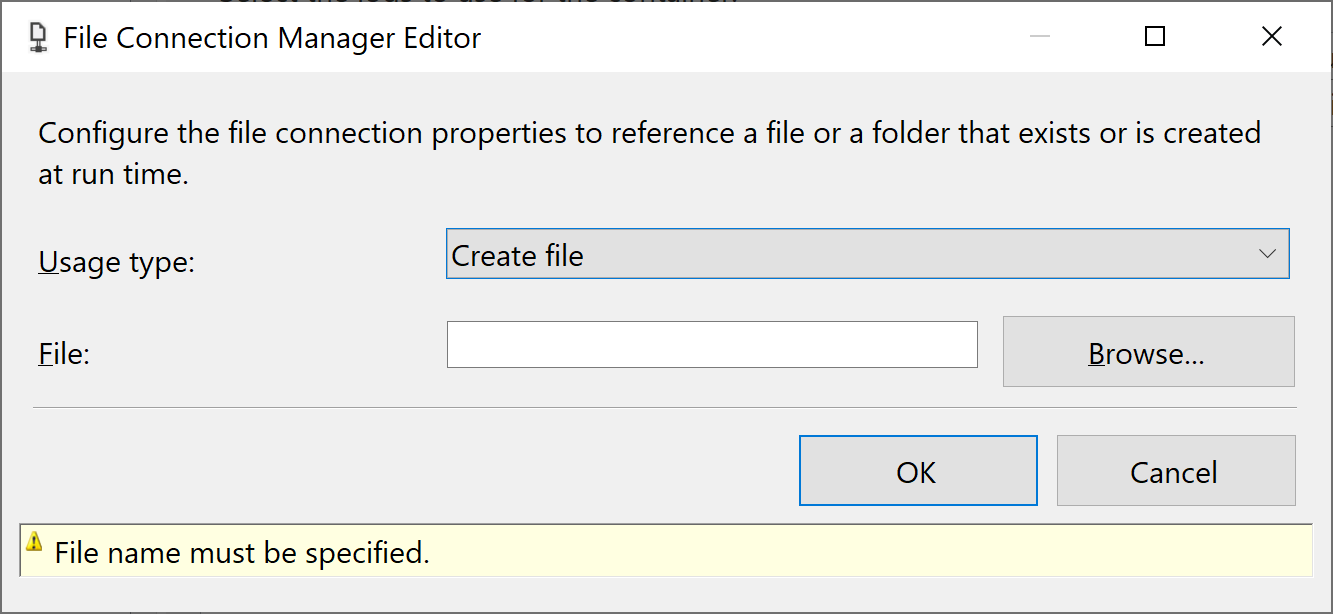 File Connection Manager Editor
Configure the file connection properties to reference a file or a folder that exists or is created
at run time.
Usage type:
Create file
File:
Browse...
OK
Cancel
File name must be specified.